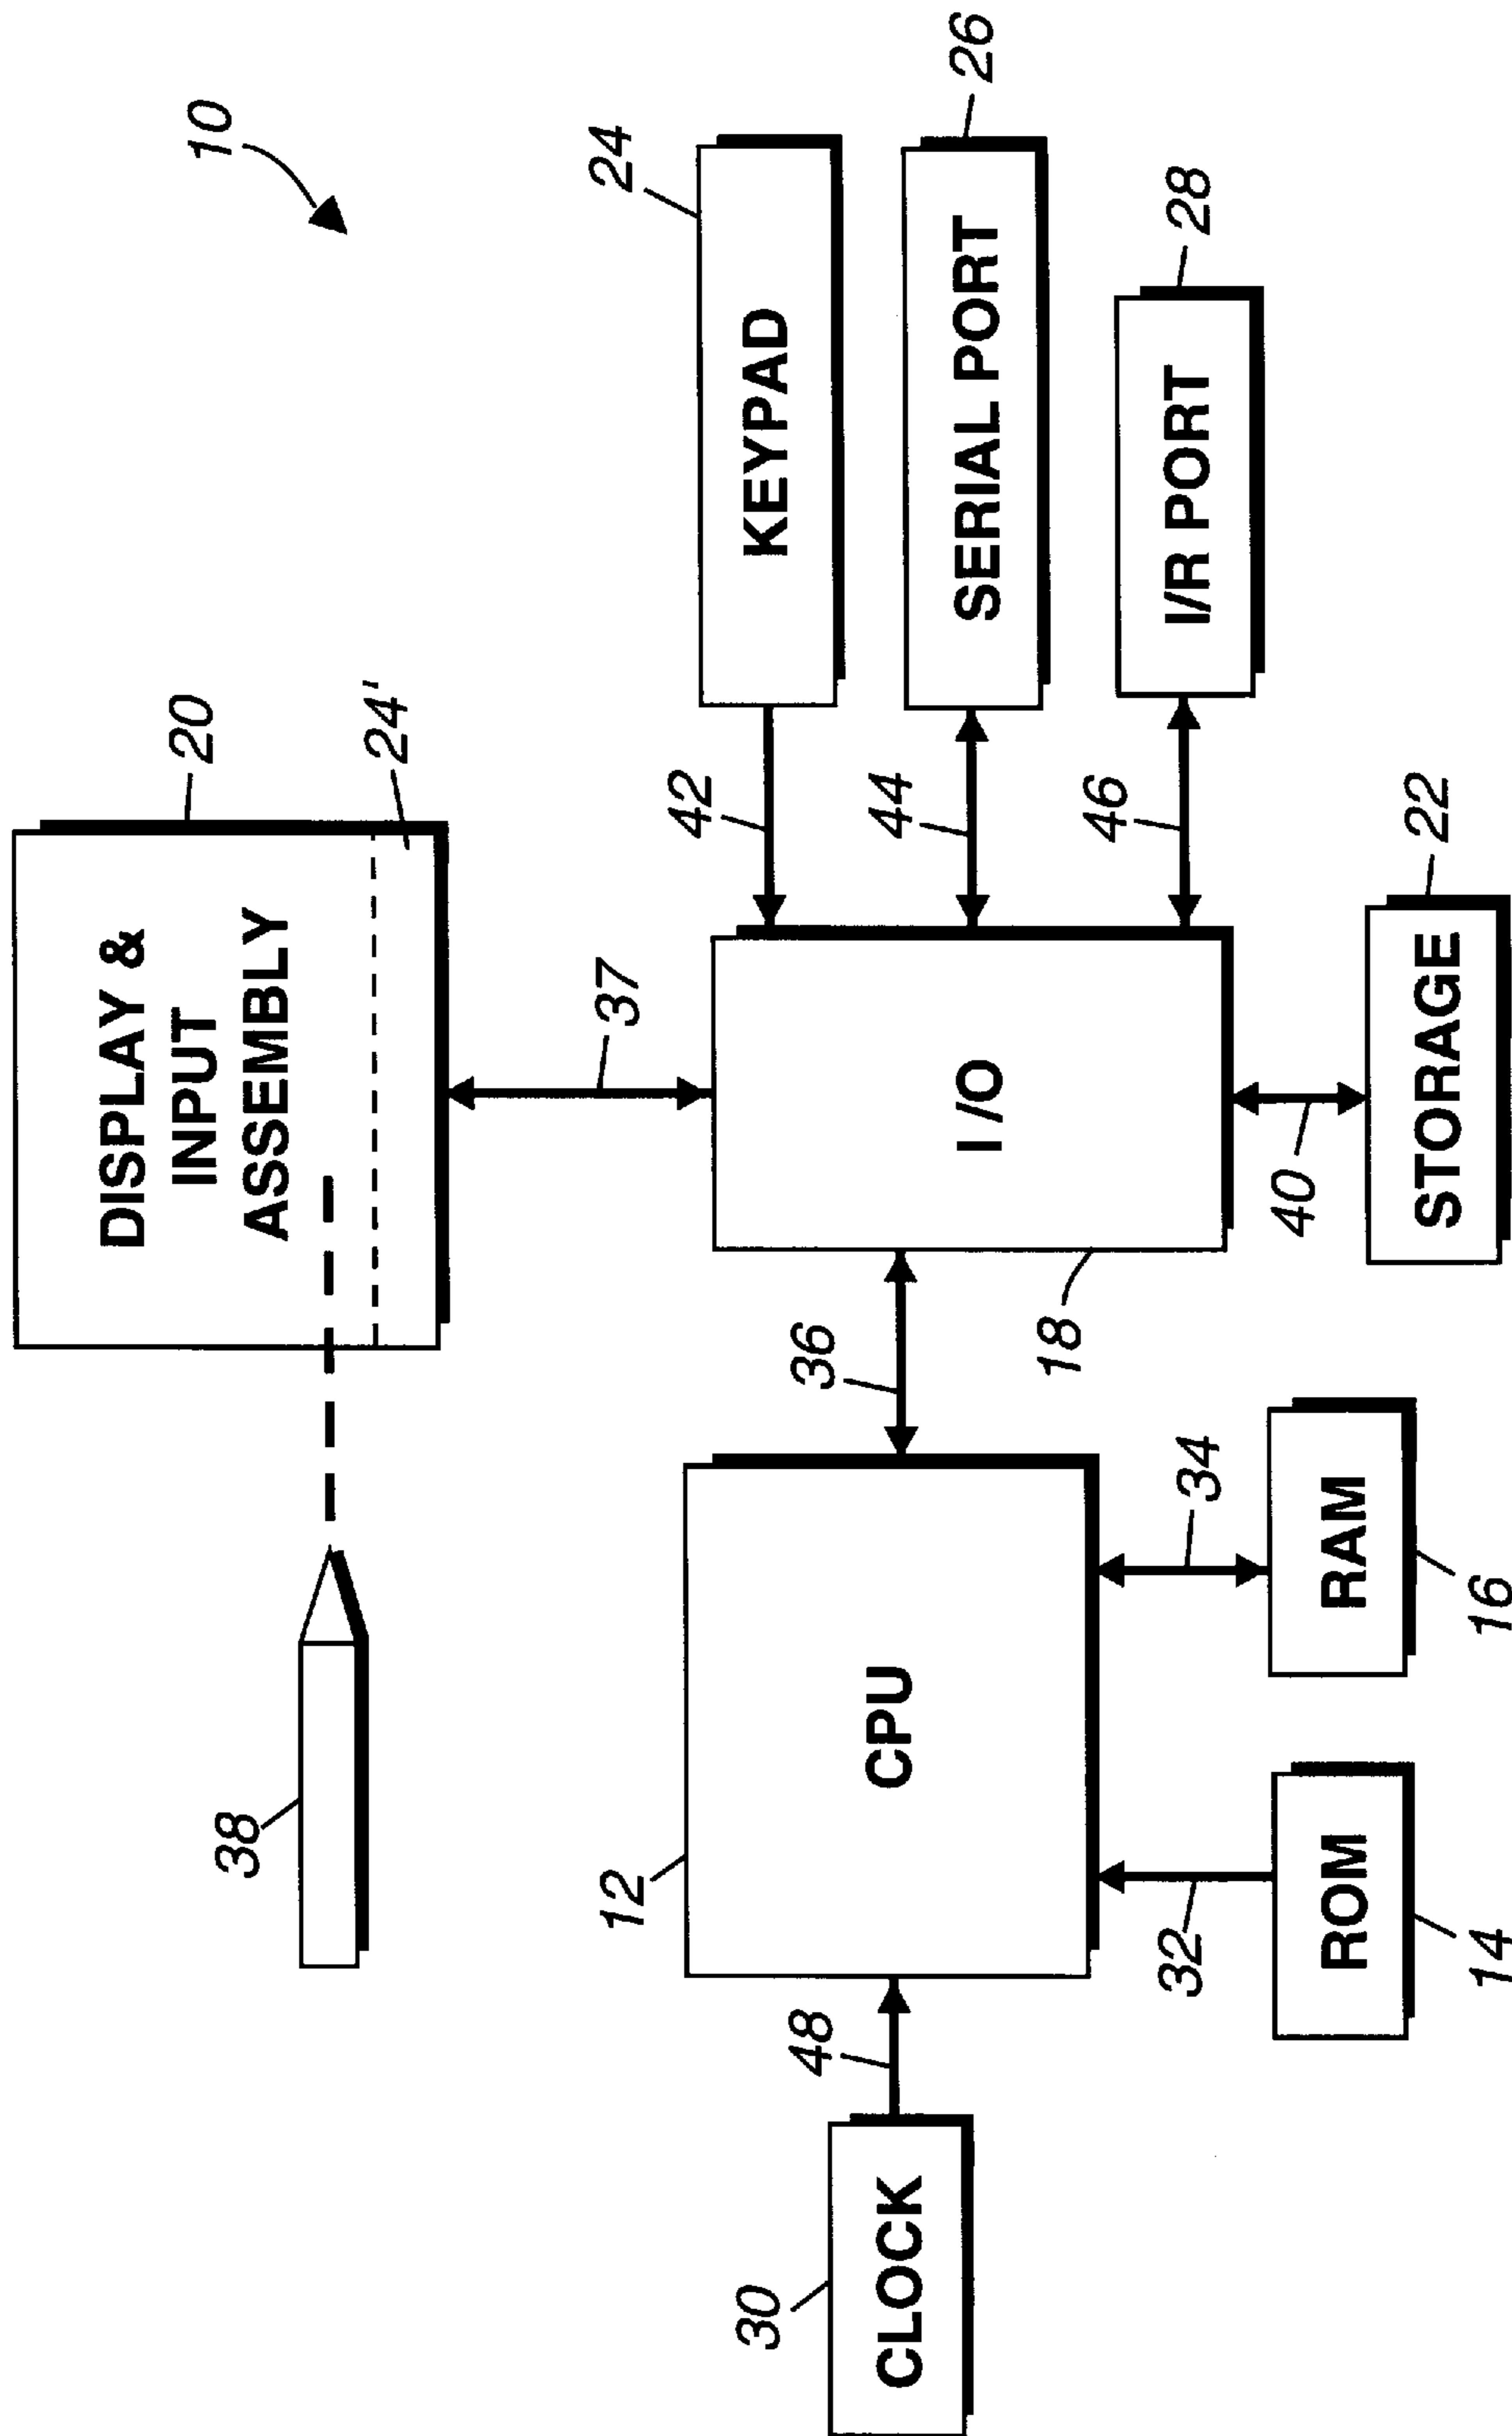 10
20
DISPLAY &
INPUT
ASSEMBLY
24'
38
37
24
KEYPAD
42
12
CPU
36
I/O
18
44
SERIAL PORT
26
48
30
CLOCK
46
I/R PORT
28
32
34
40
ROM
14
RAM
16
STORAGE
22